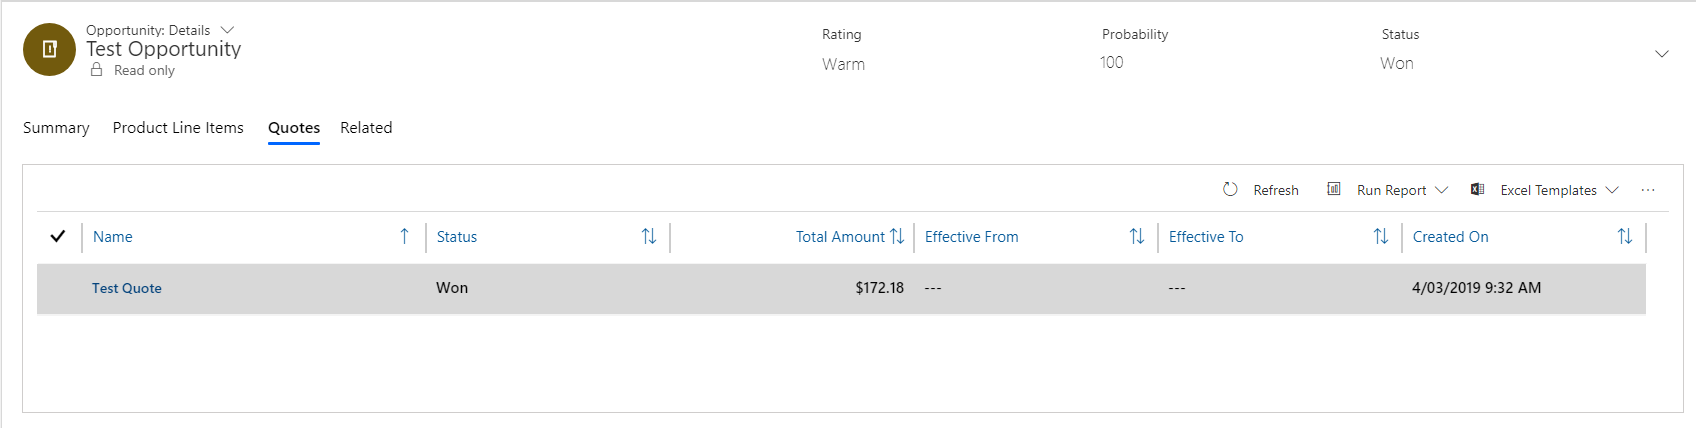 Opportunity: Details
Test Opportunity
Read only
Rating Probability Status
Warm 100 Won
Summary Product Line Items Quotes Related
Refresh Run Report Excel Templates ...
Name Status Total Amount Effective From Effective To Created On
Test Quote Won $172.18 --- --- 4/03/2019 9:32 AM